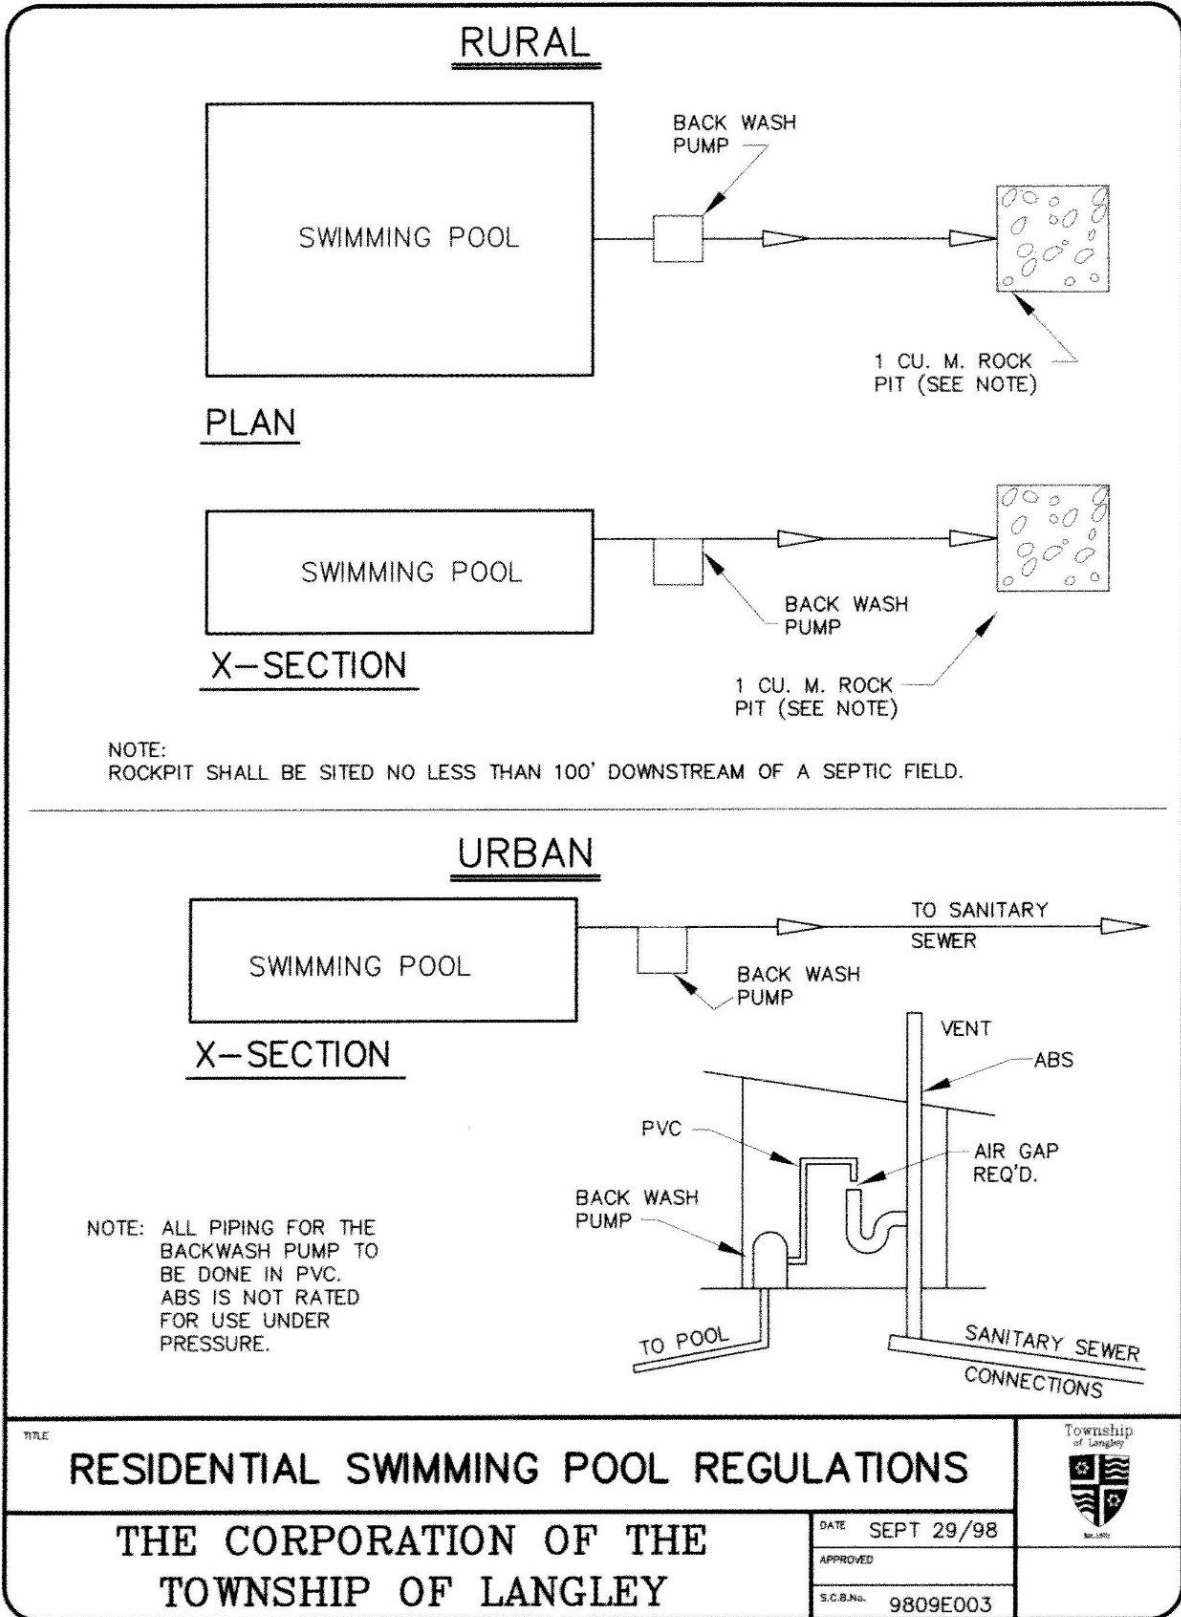 RURAL
SWIMMING POOL
BACK WASH
PUMP
1 CU. M. ROCK
PIT (SEE NOTE)
PLAN
SWIMMING POOL
BACK WASH
PUMP
X-SECTION
1 CU. M. ROCK
PIT (SEE NOTE)
NOTE:
ROCKPIT SHALL BE SITED NO LESS THAN 100' DOWNSTREAM OF A SEPTIC FIELD.
URBAN
SWIMMING POOL
TO SANITARY
SEWER
BACK WASH
PUMP
X-SECTION
VENT
ABS
PVC
AIR GAP
REQ'D.
BACK WASH
PUMP
NOTE: ALL PIPING FOR THE
BACKWASH PUMP TO
BE DONE IN PVC.
ABS IS NOT RATED
FOR USE UNDER
PRESSURE.
TO POOL
SANITARY SEWER
CONNECTIONS
TITLE
RESIDENTIAL SWIMMING POOL REGULATIONS
Township
of Langley
THE CORPORATION OF THE
TOWNSHIP OF LANGLEY
DATE SEPT 29/98
APPROVED
S.C.B.No. 9809E003